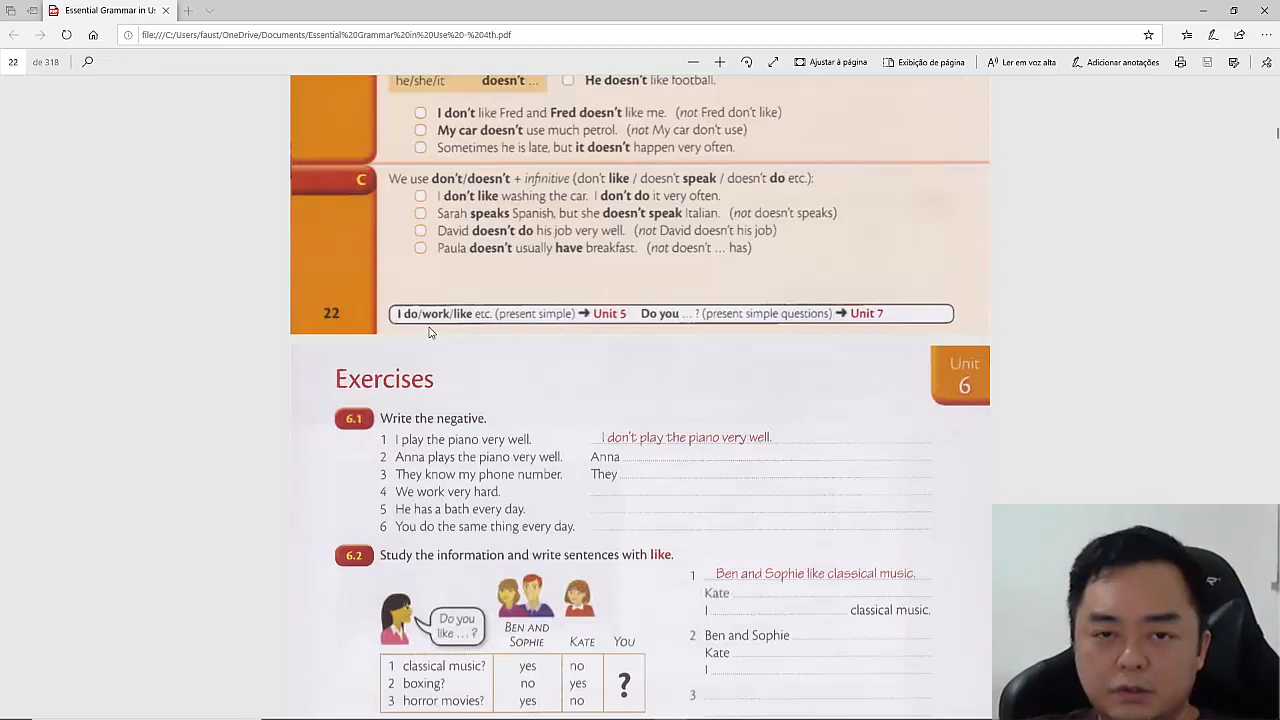 Essential Grammar in Us
file:///C:/Users/faust/OneDrive/Documents/Essential%20Grammar%20in%20Use%20-%204th.pdf
22 de 318
Ajustar à página
Exibição de página
Ler em voz alta
Adicionar anotações
he/she/it doesn't ... He doesn't like football.
I don't like Fred and Fred doesn't like me. (not Fred don't like)
My car doesn't use much petrol. (not My car don't use)
Sometimes he is late, but it doesn't happen very often.
C
We use don't/doesn't + infinitive (don't like / doesn't speak / doesn't do etc.):
I don't like washing the car. I don't do it very often.
Sarah speaks Spanish, but she doesn't speak Italian. (not doesn't speaks)
David doesn't do his job very well. (not David doesn't his job)
Paula doesn't usually have breakfast. (not doesn't ... has)
22
I do/work/like etc. (present simple) ➜ Unit 5 Do you ... ? (present simple questions) ➜ Unit 7
Exercises
Unit
6
6.1 Write the negative.
1 I play the piano very well. I don't play the piano very well.
2 Anna plays the piano very well. Anna
3 They know my phone number. They
4 We work very hard.
5 He has a bath every day.
6 You do the same thing every day.
6.2 Study the information and write sentences with like.
Do you
like ... ?
BEN AND
SOPHIE
KATE
YOU
1 classical music? yes no
2 boxing? no yes
3 horror movies? yes no
?
1 Ben and Sophie like classical music.
Kate
I classical music.
2 Ben and Sophie
Kate
I
3